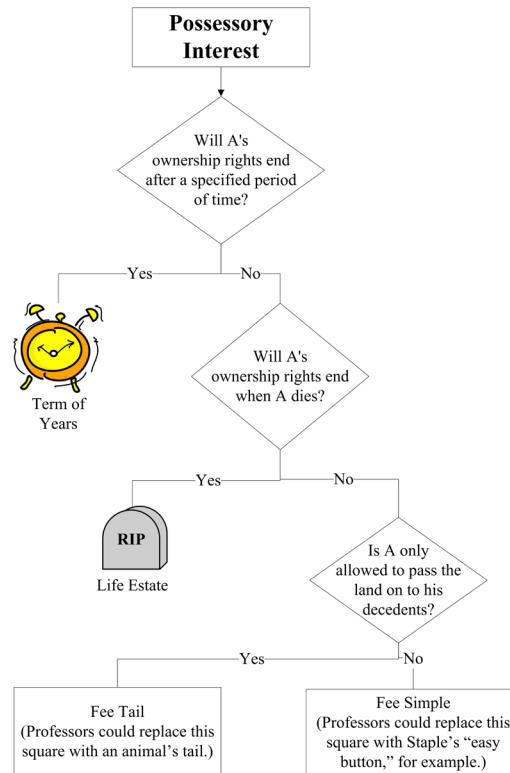 Possessory
Interest
Will A's
ownership rights end
after a specified period
of time?
Yes
No
Term of
Years
Will A's
ownership rights end
when A dies?
Yes
No
RIP
Life Estate
Is A only
allowed to pass the
land on to his
decedents?
Yes
No
Fee Tail
(Professors could replace this
square with an animal's tail.)
Fee Simple
(Professors could replace this
square with Staple's “easy
button,” for example.)